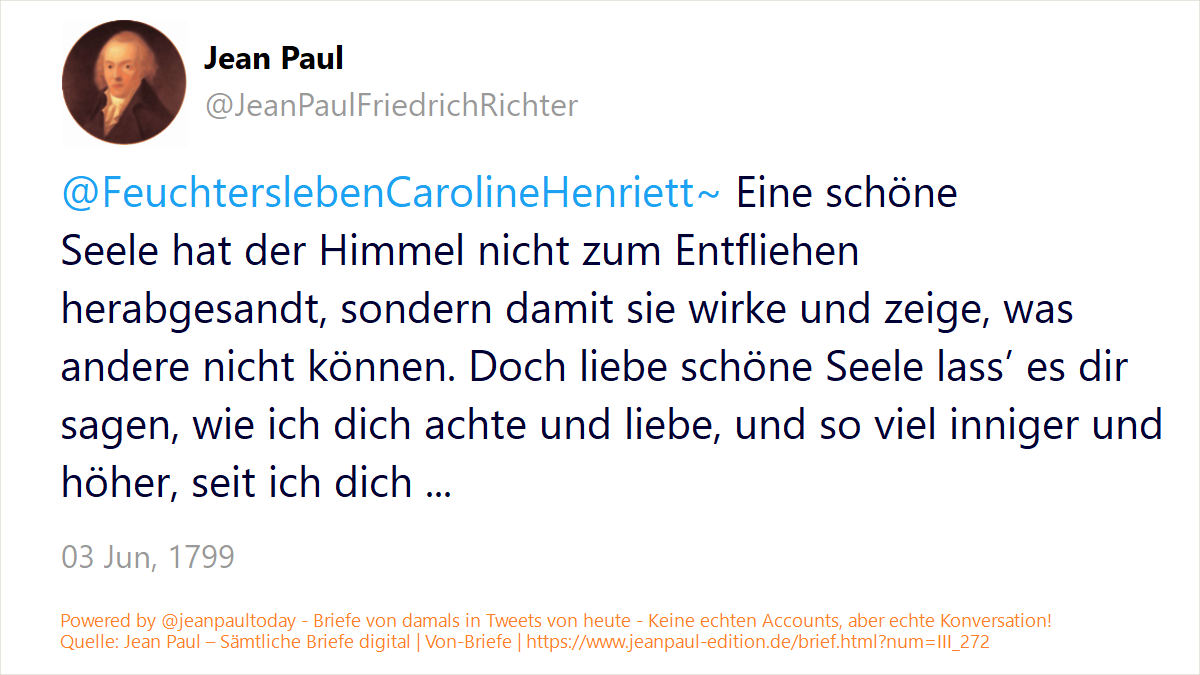 Jean Paul
@JeanPaulFriedrichRichter
@FeuchterslebenCarolineHenriett~ Eine schöne
Seele hat der Himmel nicht zum Entfliehen
herabgesandt, sondern damit sie wirke und zeige, was
andere nicht können. Doch liebe schöne Seele lass’ es dir
sagen, wie ich dich achte und liebe, und so viel inniger und
höher, seit ich dich ...
03 Jun, 1799
Powered by @jeanpaultoday - Briefe von damals in Tweets von heute - Keine echten Accounts, aber echte Konversation!
Quelle: Jean Paul – Sämtliche Briefe digital | Von-Briefe | https://www.jeanpaul-edition.de/brief.html?num=III_272